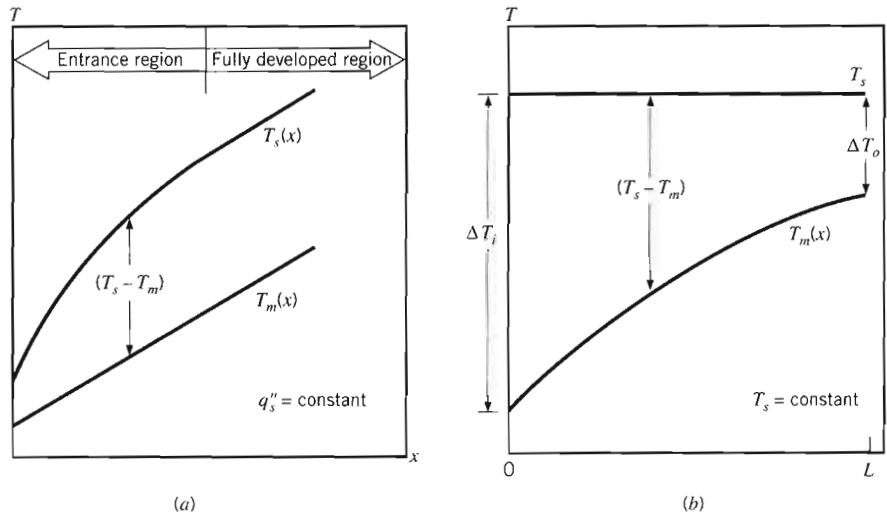 T
Entrance region
Fully developed region
T_s(x)
(T_s – T_m)
T_m(x)
q_s″ = constant
x
(a)
T
T_s
ΔT_o
(T_s – T_m)
ΔT_i
T_m(x)
T_s = constant
0
L
(b)